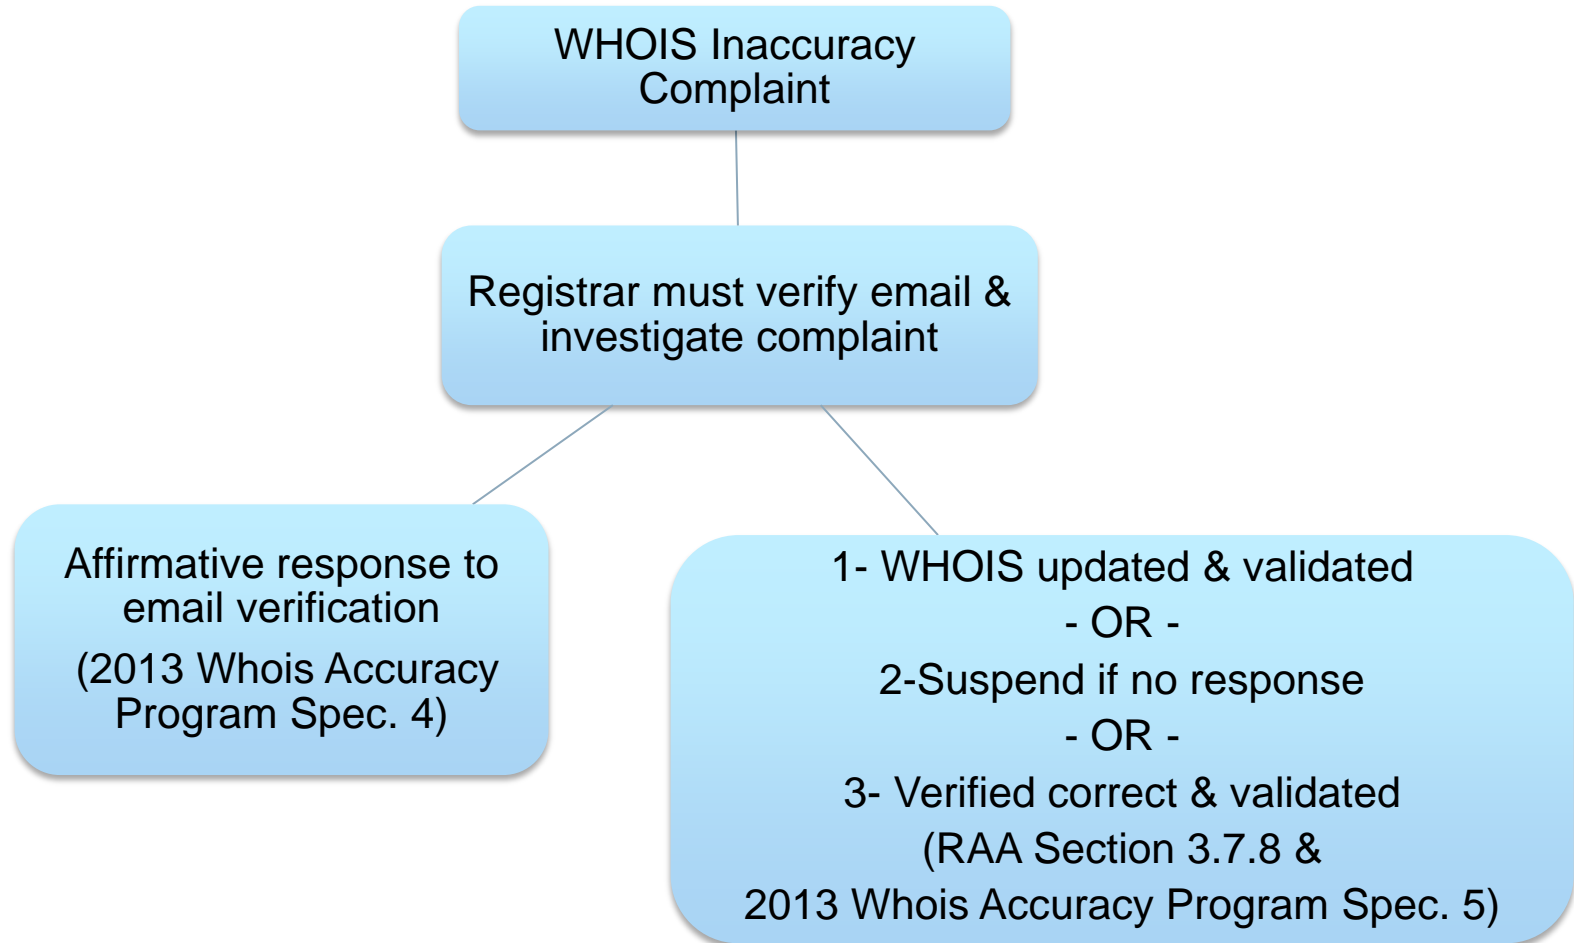 WHOIS Inaccuracy
Complaint
Registrar must verify email &
investigate complaint
Affirmative response to
email verification
(2013 Whois Accuracy
Program Spec. 4)
1- WHOIS updated & validated
- OR -
2-Suspend if no response
- OR -
3- Verified correct & validated
(RAA Section 3.7.8 &
2013 Whois Accuracy Program Spec. 5)